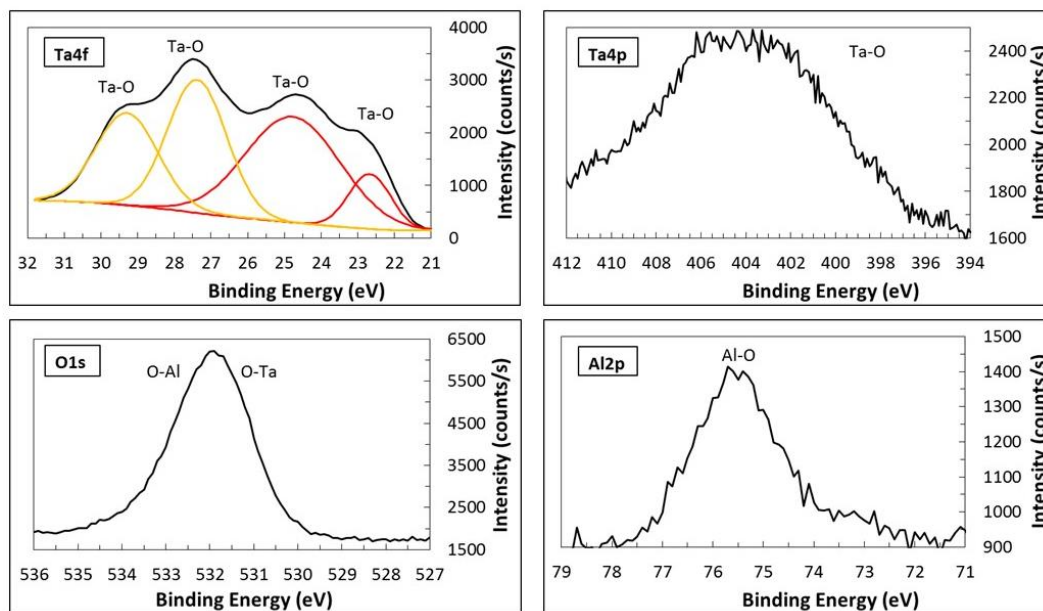 Ta4f
Ta-O
Ta-O
Ta-O
Ta-O
4000
3000
2000
1000
0
Intensity (counts/s)
32 31 30 29 28 27 26 25 24 23 22 21
Binding Energy (eV)
Ta4p
Ta-O
2400
2200
2000
1800
1600
Intensity (counts/s)
412 410 408 406 404 402 400 398 396 394
Binding Energy (eV)
O1s
O-Al
O-Ta
6500
5500
4500
3500
2500
1500
Intensity (counts/s)
536 535 534 533 532 531 530 529 528 527
Binding Energy (eV)
Al2p
Al-O
1500
1400
1300
1200
1100
1000
900
Intensity (counts/s)
79 78 77 76 75 74 73 72 71
Binding Energy (eV)